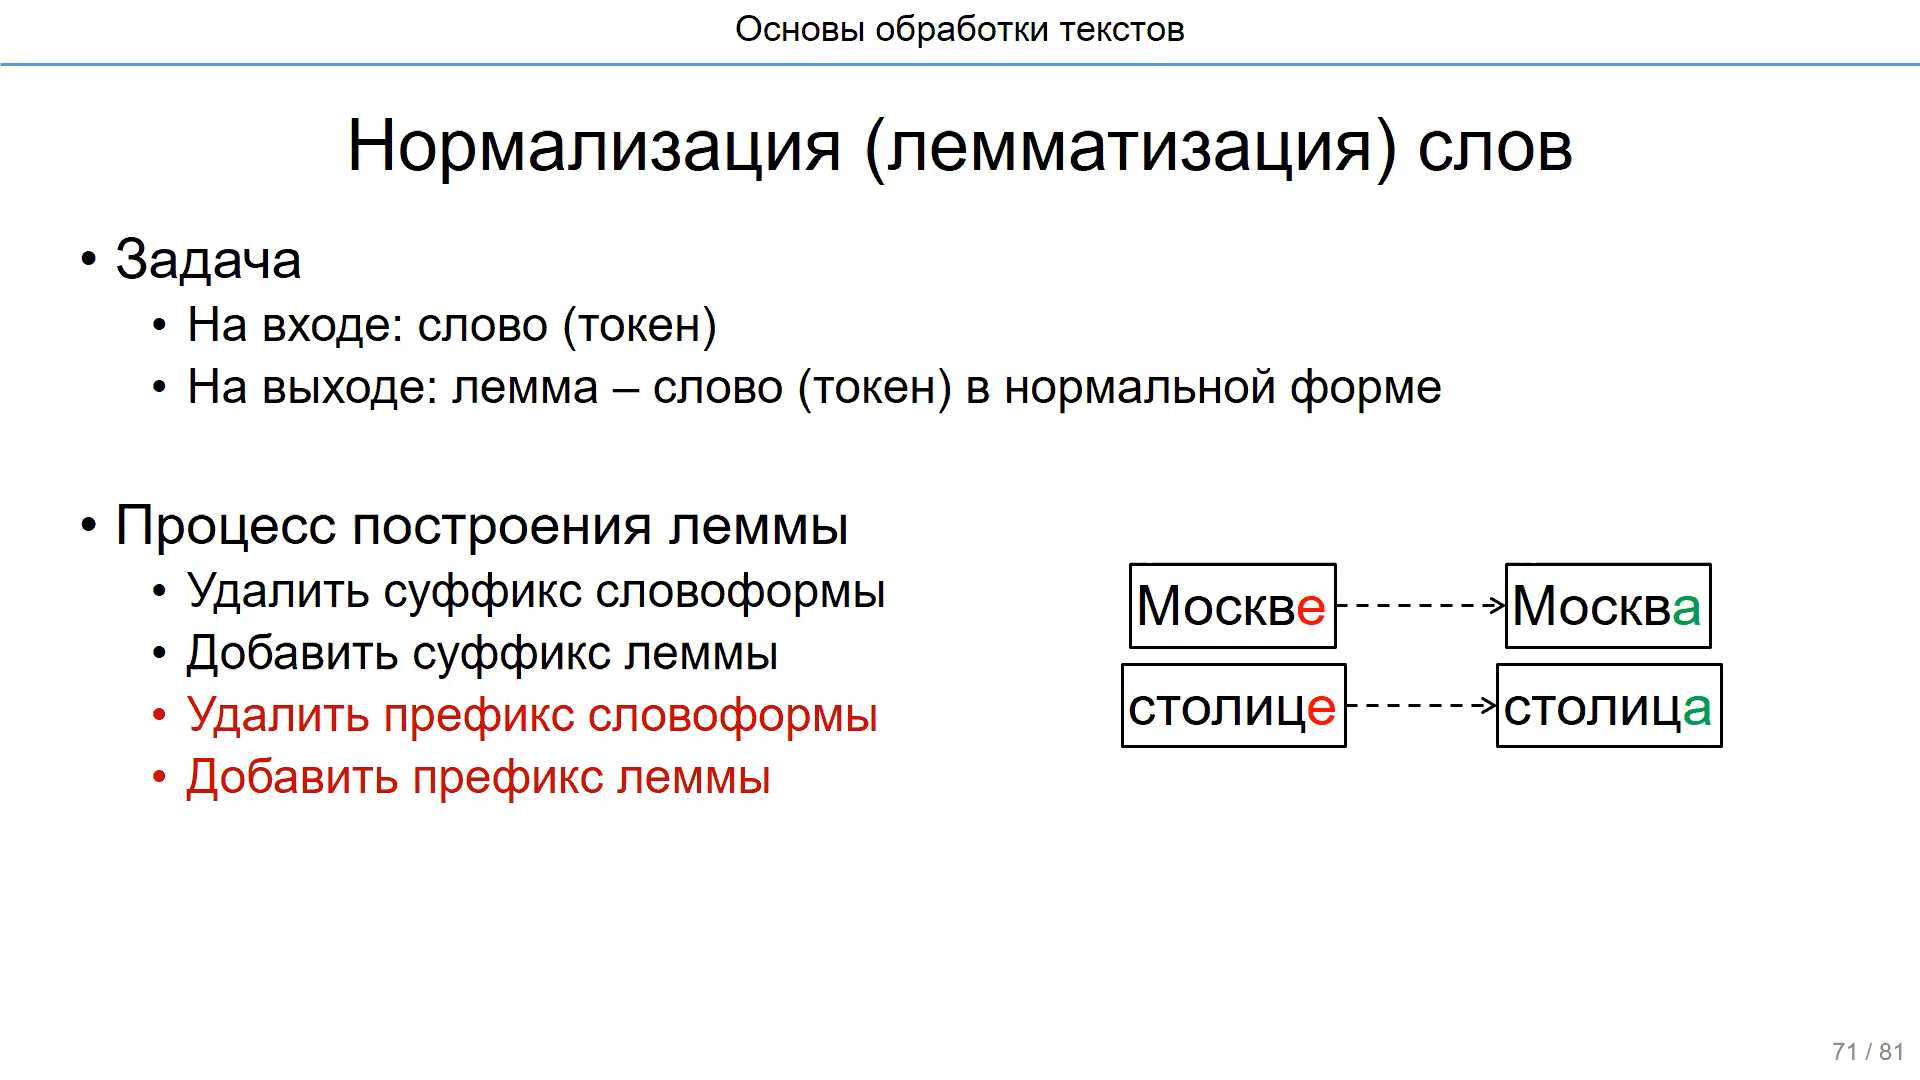 Основы обработки текстов
Нормализация (лемматизация) слов
• Задача
• На входе: слово (токен)
• На выходе: лемма – слово (токен) в нормальной форме
• Процесс построения леммы
• Удалить суффикс словоформы
• Добавить суффикс леммы
• Удалить префикс словоформы
• Добавить префикс леммы
Москве Москва
столице столица
71 / 81